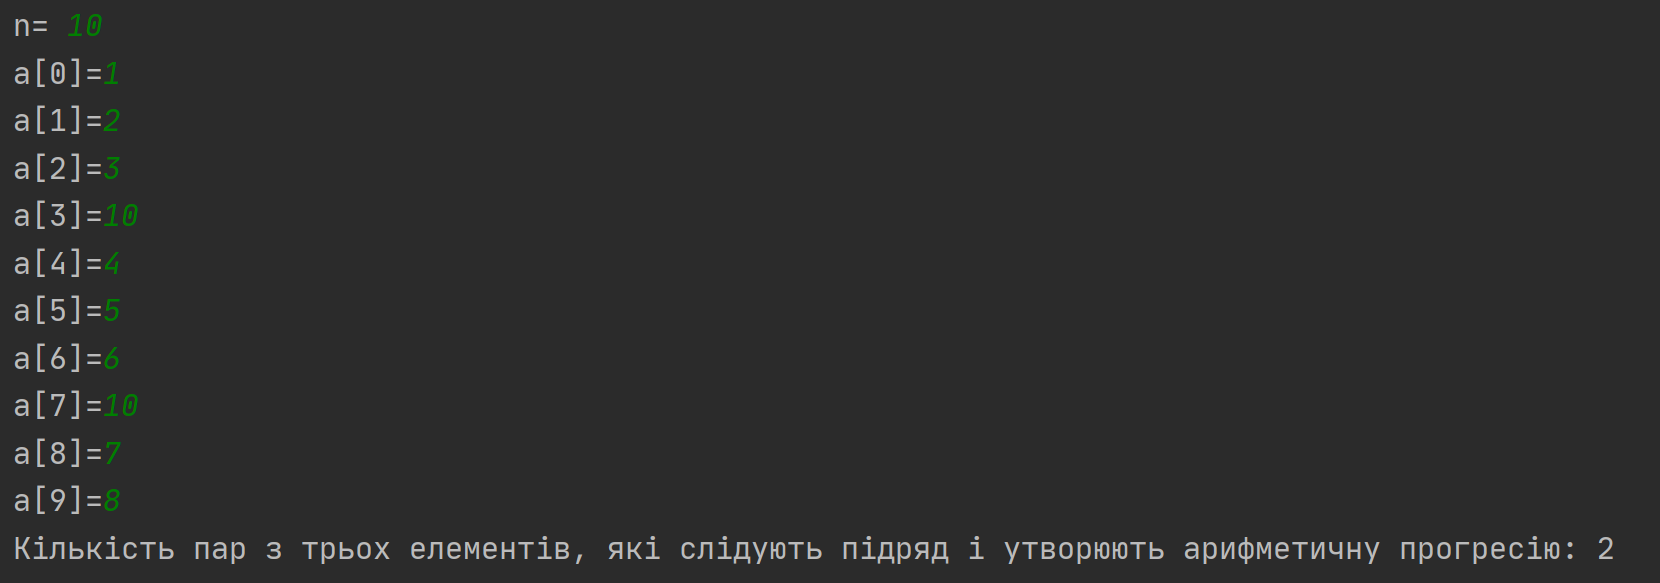 n= 10
a[0]=1
a[1]=2
a[2]=3
a[3]=10
a[4]=4
a[5]=5
a[6]=6
a[7]=10
a[8]=7
a[9]=8
Кількість пар з трьох елементів, які слідують підряд і утворюють арифметичну прогресію: 2